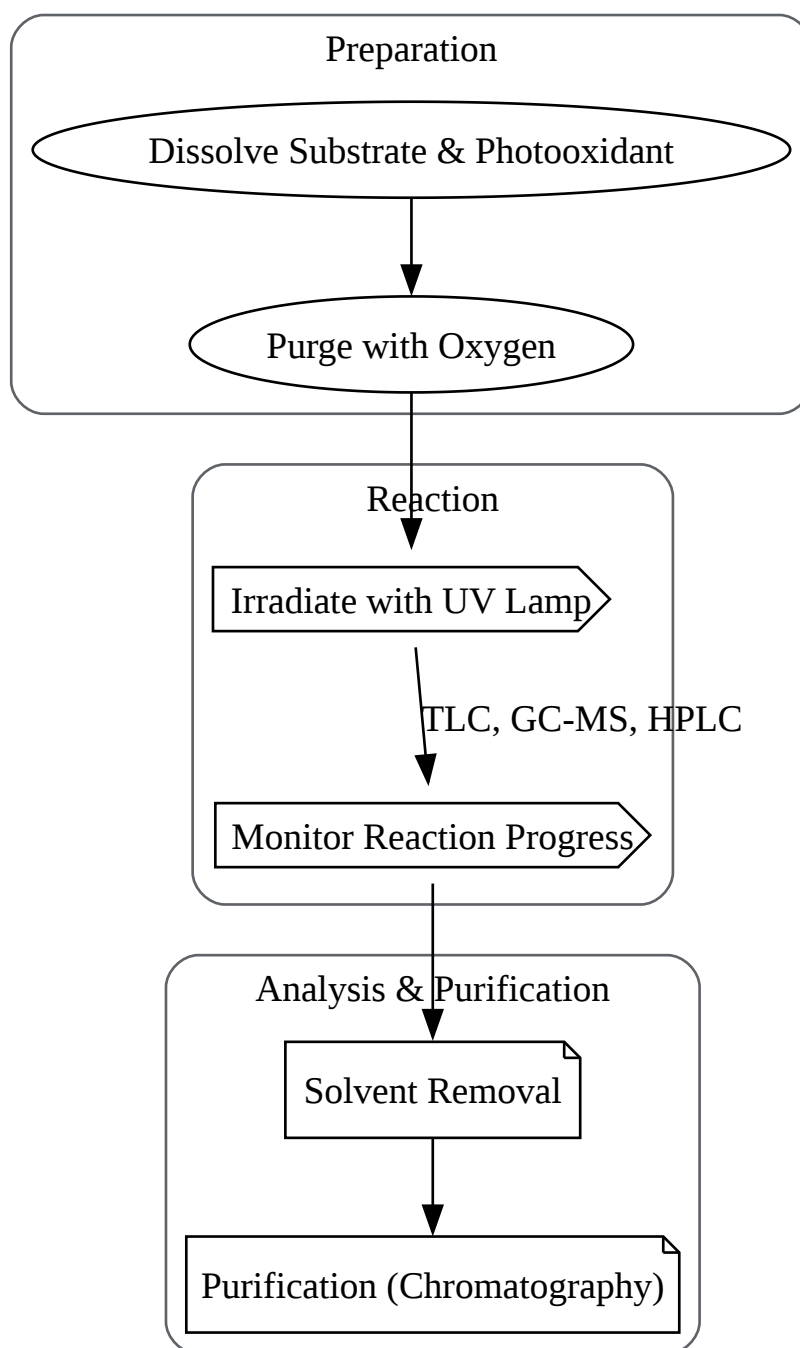 Preparation
Dissolve Substrate & Photooxidant
Purge with Oxygen
Reaction
Irradiate with UV Lamp
TLC, GC-MS, HPLC
Monitor Reaction Progress
Analysis & Purification
Solvent Removal
Purification (Chromatography)